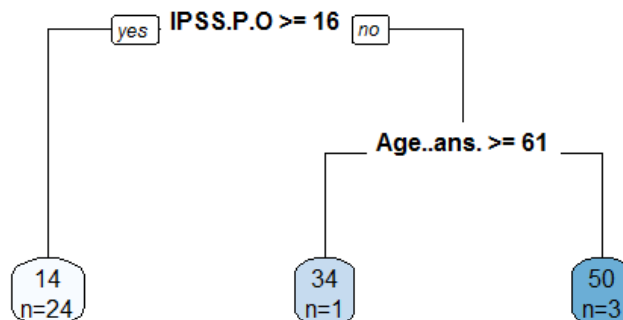 yes IPSS.P.O >= 16 no
Age..ans. >= 61
14 34 50
n=24 n=1 n=3